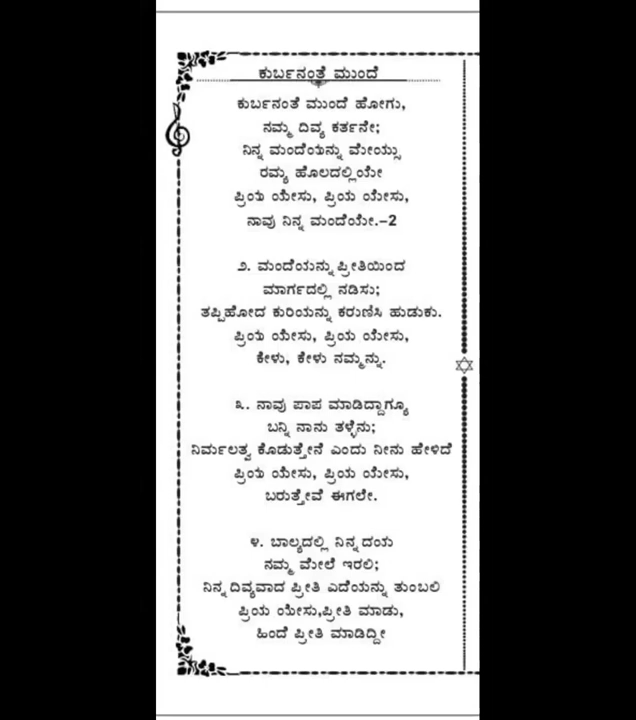 ಕುರ್ಬನಂತೆ ಮುಂದೆ
ಕುರ್ಬನಂತೆ ಮುಂದೆ ಹೋಗು,
ನಮ್ಮ ದಿವ್ಯ ಕರ್ತನೇ;
ನಿನ್ನ ಮಂದೆಯನ್ನು ಮೇಯ್ಸು
ರಮ್ಯ ಹೊಲದಲ್ಲಿಯೇ
ಪ್ರಿಯ ಯೇಸು, ಪ್ರಿಯ ಯೇಸು,
ನಾವು ನಿನ್ನ ಮಂದೆಯೇ.–2
೨. ಮಂದೆಯನ್ನು ಪ್ರೀತಿಯಿಂದ
ಮಾರ್ಗದಲ್ಲಿ ನಡಿಸು;
ತಪ್ಪಿಹೋದ ಕುರಿಯನ್ನು ಕರುಣಿಸಿ ಹುಡುಕು.
ಪ್ರಿಯ ಯೇಸು, ಪ್ರಿಯ ಯೇಸು,
ಕೇಳು, ಕೇಳು ನಮ್ಮನ್ನು.
೩. ನಾವು ಪಾಪ ಮಾಡಿದ್ದಾಗ್ಯೂ
ಬನ್ನಿ ನಾನು ತಳ್ಳೆನು;
ನಿರ್ಮಲತ್ವ ಕೊಡುತ್ತೇನೆ ಎಂದು ನೀನು ಹೇಳಿದೆ
ಪ್ರಿಯ ಯೇಸು, ಪ್ರಿಯ ಯೇಸು,
ಬರುತ್ತೇವೆ ಈಗಲೇ.
೪. ಬಾಲ್ಯದಲ್ಲಿ ನಿನ್ನ ದಯ
ನಮ್ಮ ಮೇಲೆ ಇರಲಿ;
ನಿನ್ನ ದಿವ್ಯವಾದ ಪ್ರೀತಿ ಎದೆಯನ್ನು ತುಂಬಲಿ
ಪ್ರಿಯ ಯೇಸು,ಪ್ರೀತಿ ಮಾಡು,
ಹಿಂದೆ ಪ್ರೀತಿ ಮಾಡಿದ್ದೀ